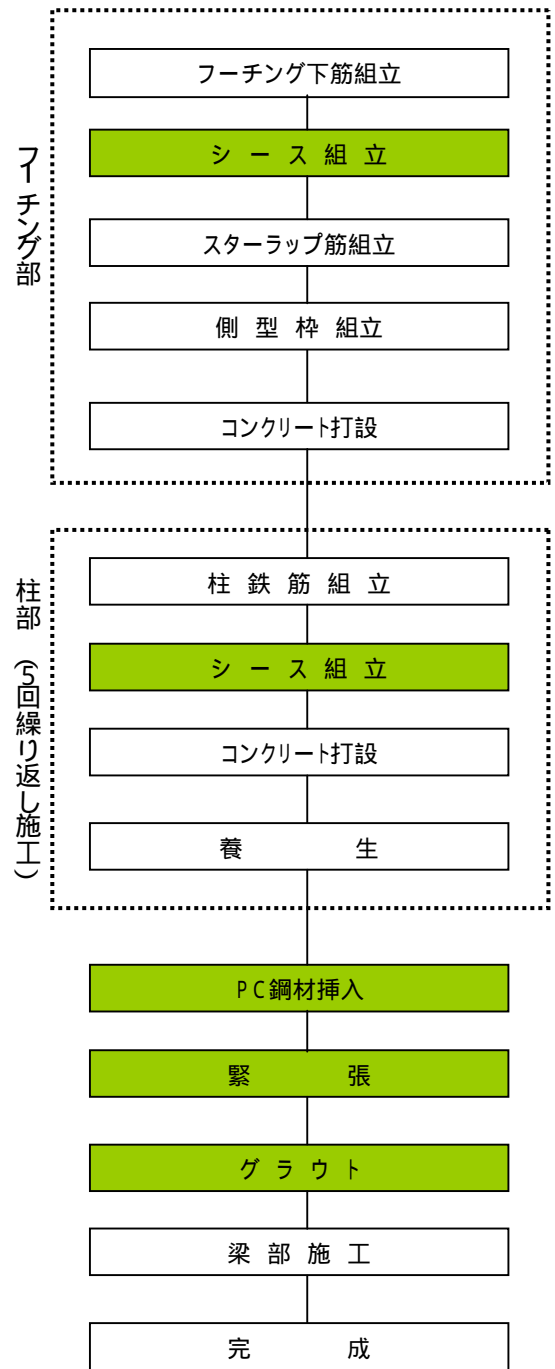 フーチング部
フーチング下筋組立
シース組立
スターラップ筋組立
側型枠組立
コンクリート打設
柱部（5回繰り返し施工）
柱鉄筋組立
シース組立
コンクリート打設
養生
PC鋼材挿入
緊張
グラウト
梁部施工
完成